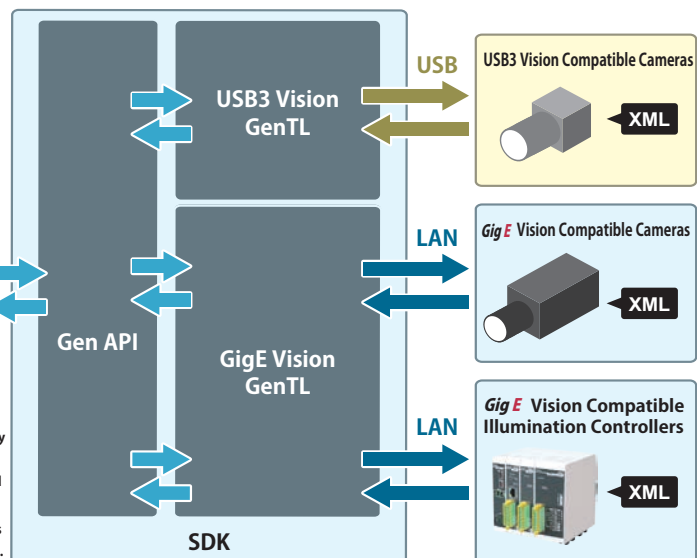 USB3 Vision
GenTL
USB
USB3 Vision Compatible Cameras
XML
Gen API
GigE Vision
GenTL
LAN
GigE Vision Compatible Cameras
XML
LAN
GigE Vision Compatible
Illumination Controllers
XML
SDK